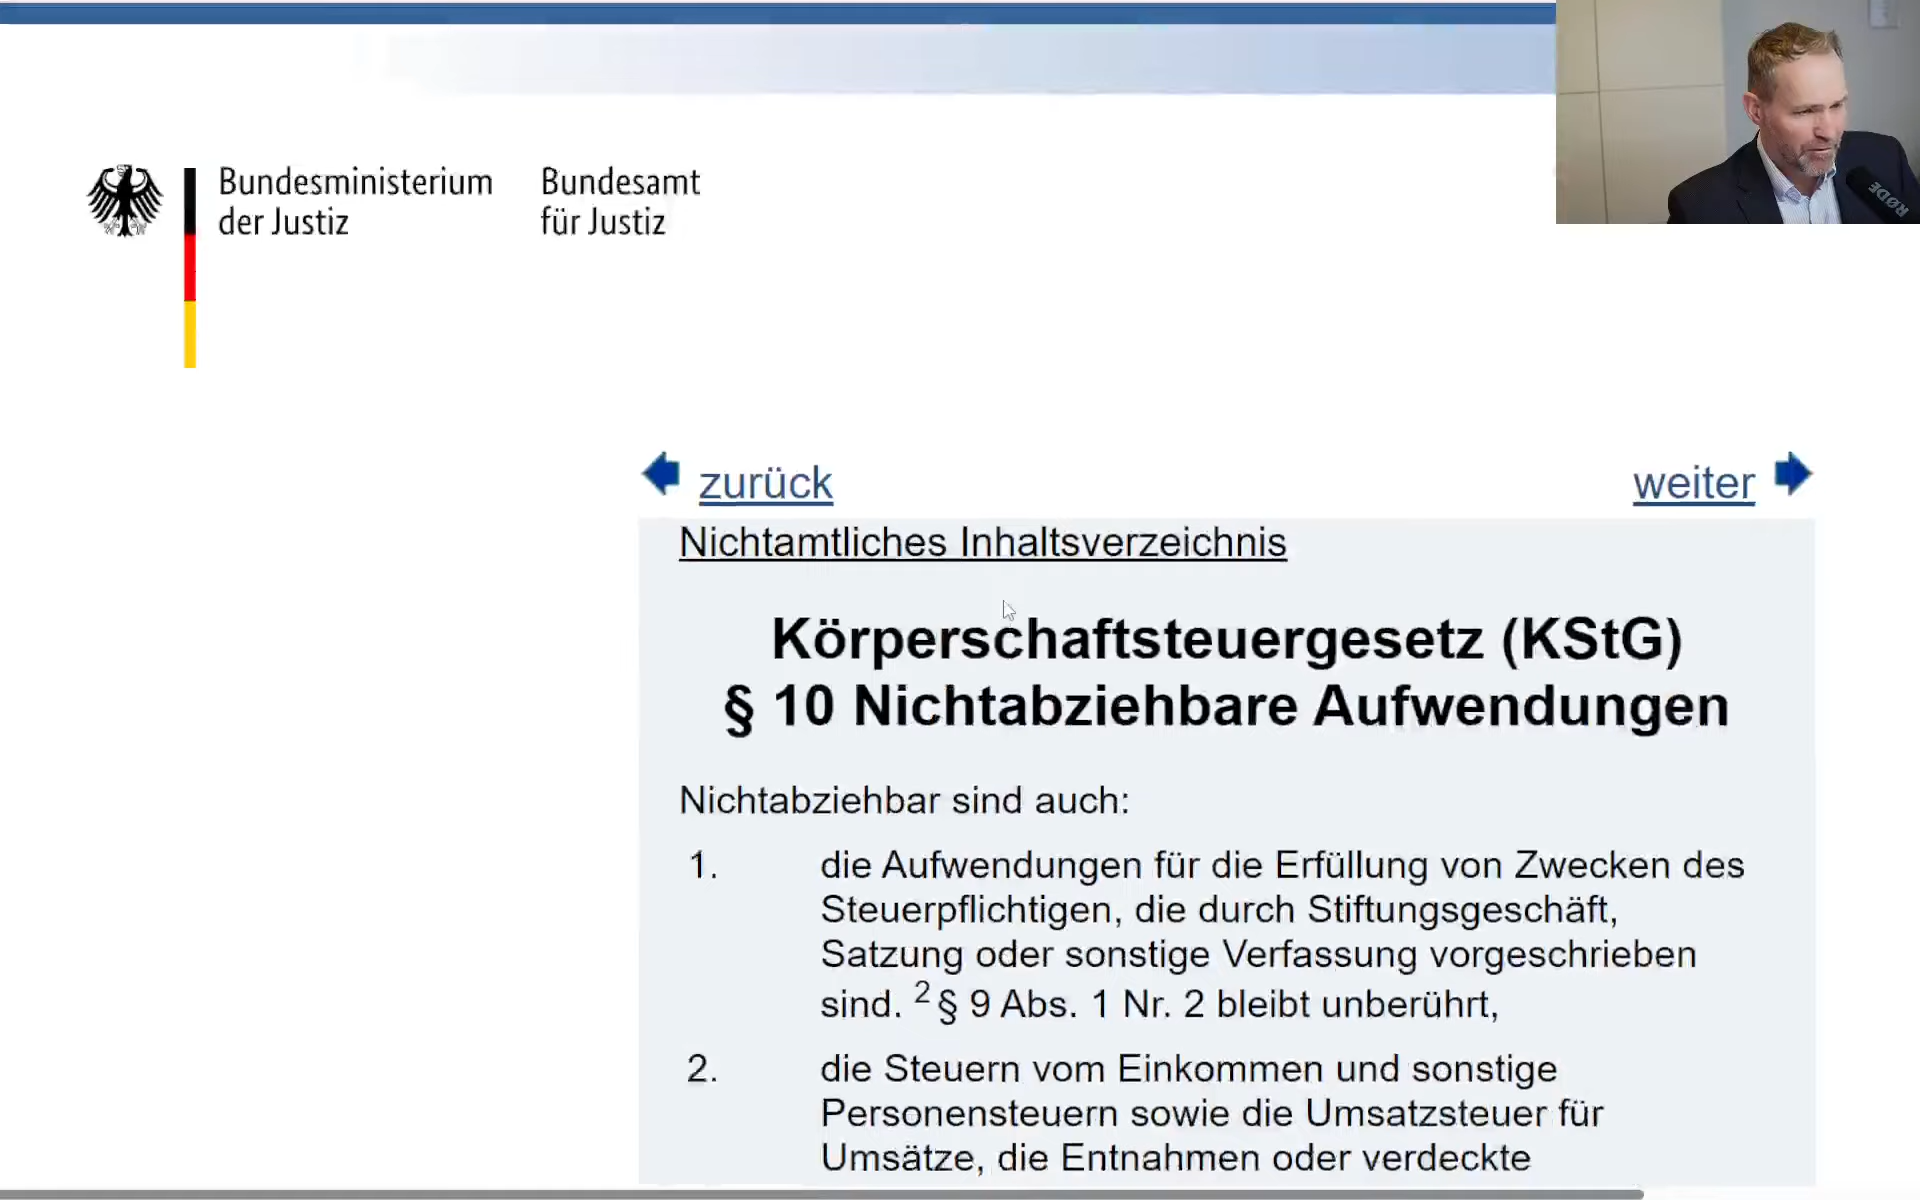 Bundesministerium
der Justiz
Bundesamt
für Justiz
RØDE
zurück
weiter
Nichtamtliches Inhaltsverzeichnis
Körperschaftsteuergesetz (KStG)
§ 10 Nichtabziehbare Aufwendungen
Nichtabziehbar sind auch:
1. die Aufwendungen für die Erfüllung von Zwecken des
Steuerpflichtigen, die durch Stiftungsgeschäft,
Satzung oder sonstige Verfassung vorgeschrieben
sind. ² § 9 Abs. 1 Nr. 2 bleibt unberührt,
2. die Steuern vom Einkommen und sonstige
Personensteuern sowie die Umsatzsteuer für
Umsätze, die Entnahmen oder verdeckte